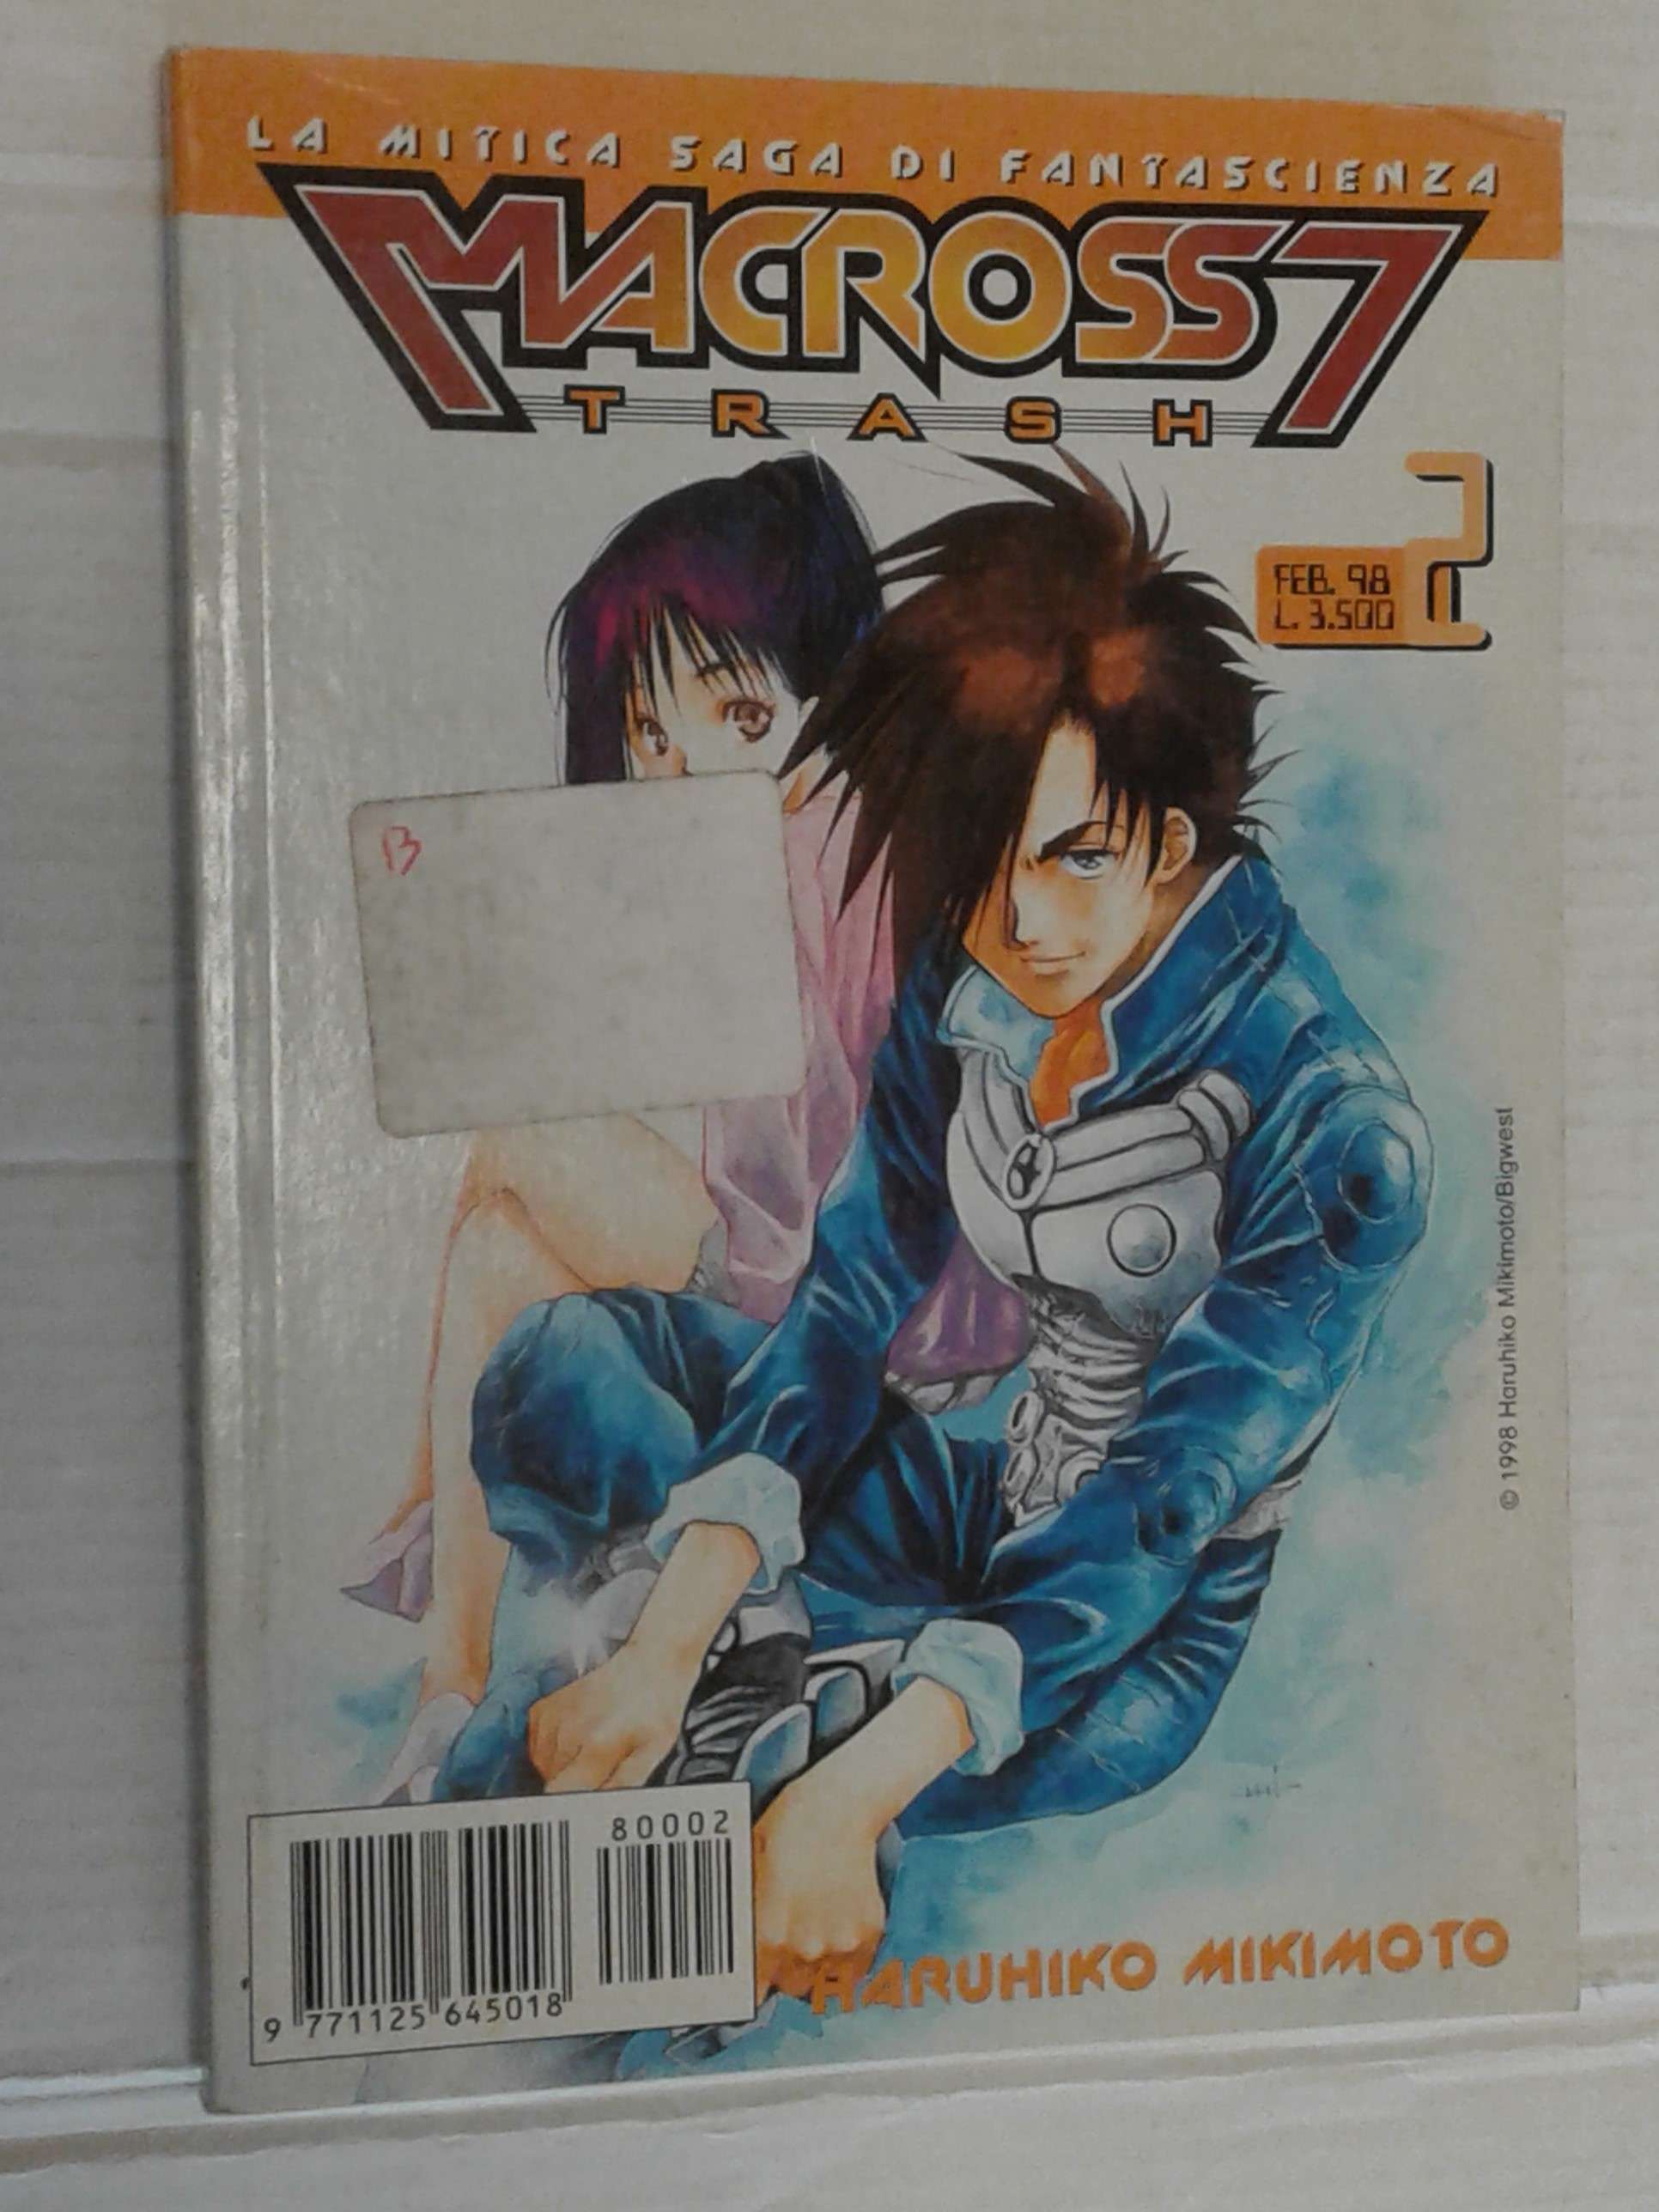 LA MITICA SAGA DI FANTASCIENZA
MACROSS 7
TRASH
2
FEB. 98
L. 3.500
13
© 1998 Haruhiko Mikimoto/Bigwest
80002
9 771125 645018
HARUHIKO MIKIMOTO